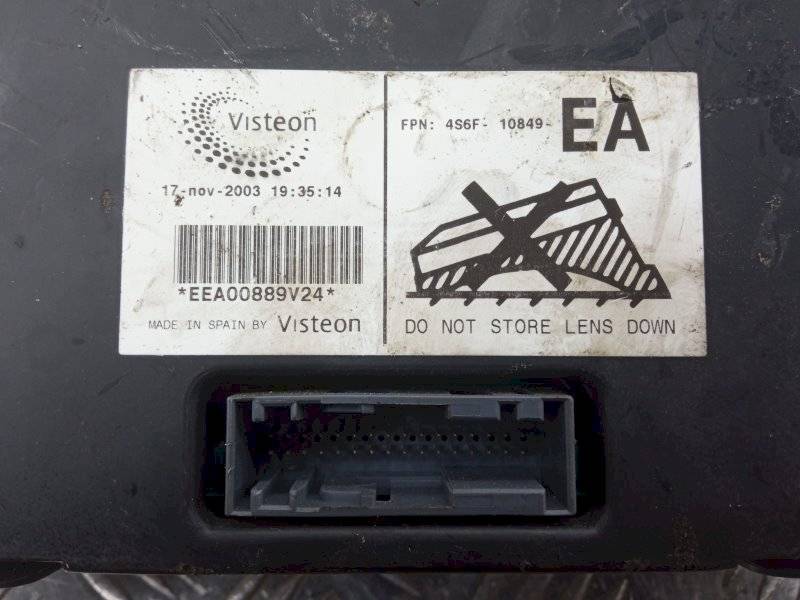 Visteon
17-nov-2003 19:35:14
*EEA00889V24*
MADE IN SPAIN BY Visteon
FPN: 4S6F- 10849- EA
DO NOT STORE LENS DOWN